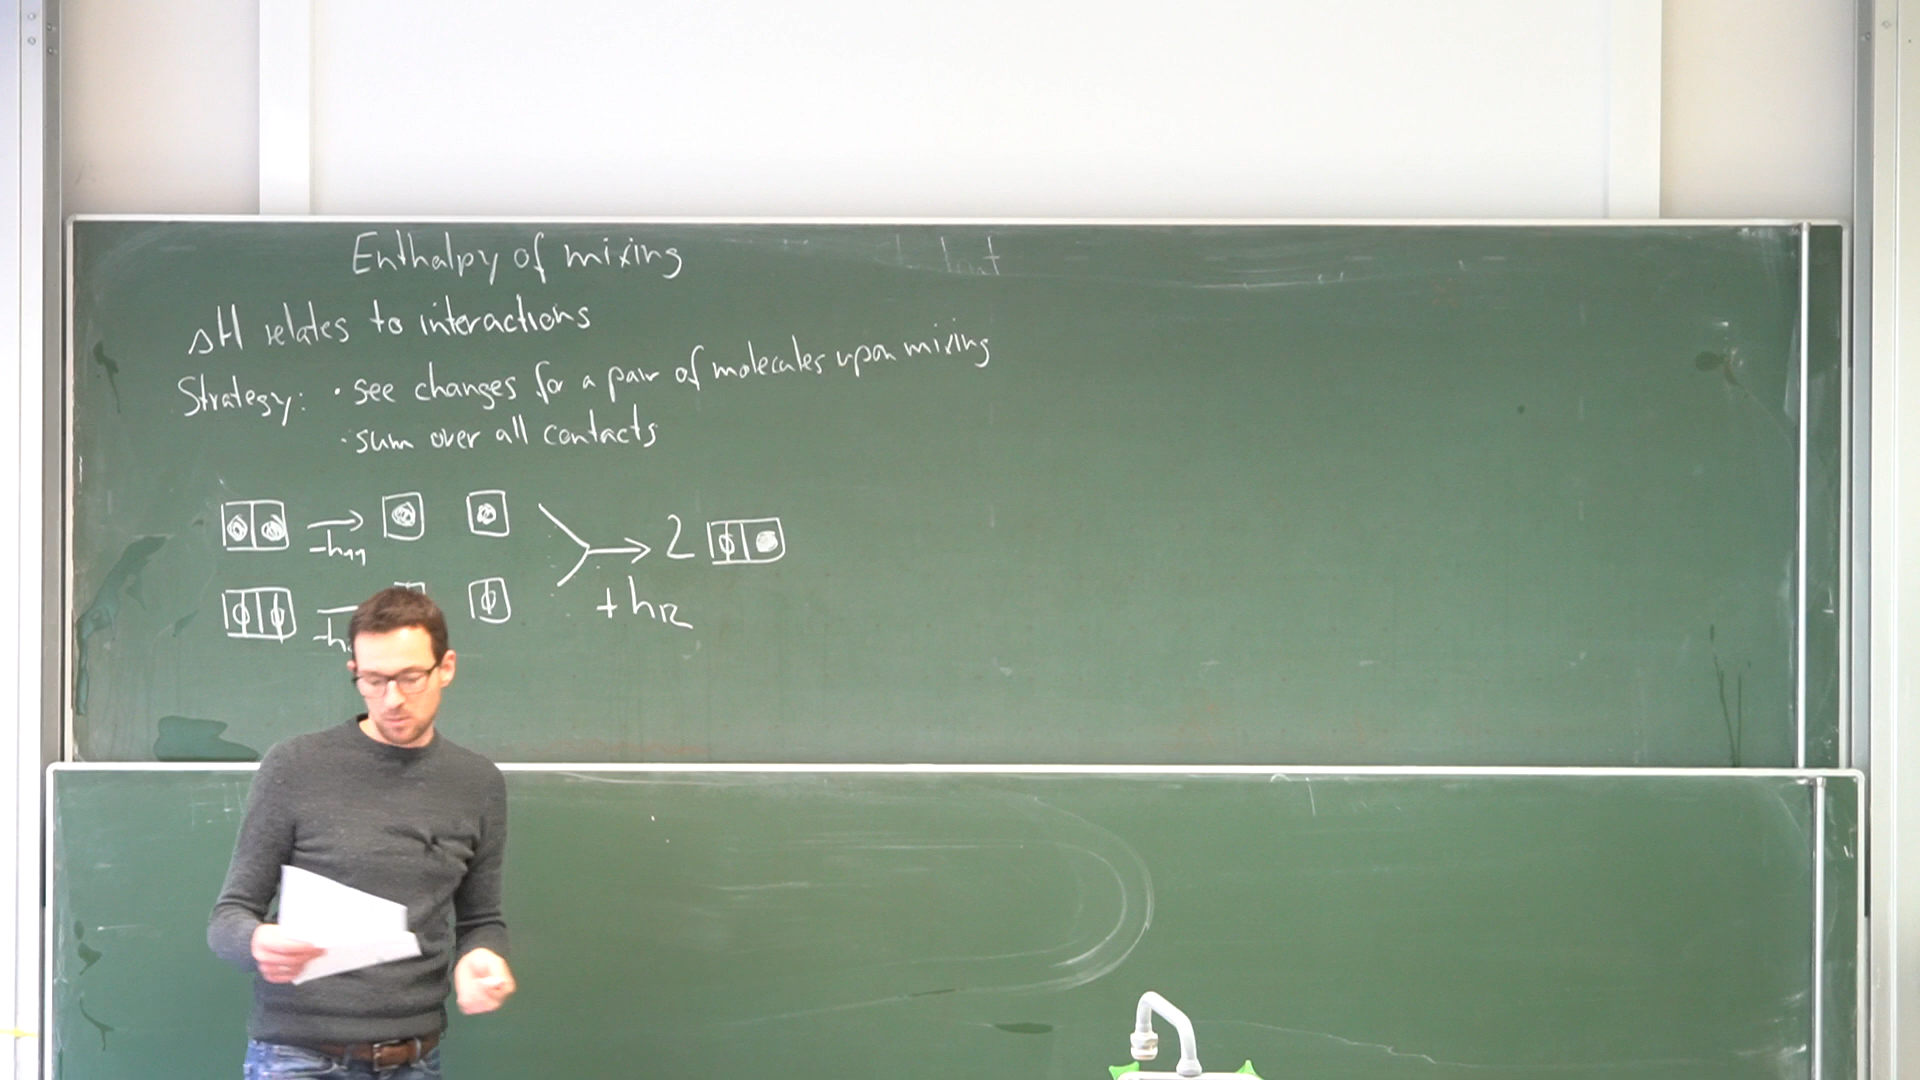 Enthalpy of mixing
ΔH relates to interactions
Strategy: · see changes for a pair of molecules upon mixing
· sum over all contacts
-h11
2
+h12
-h